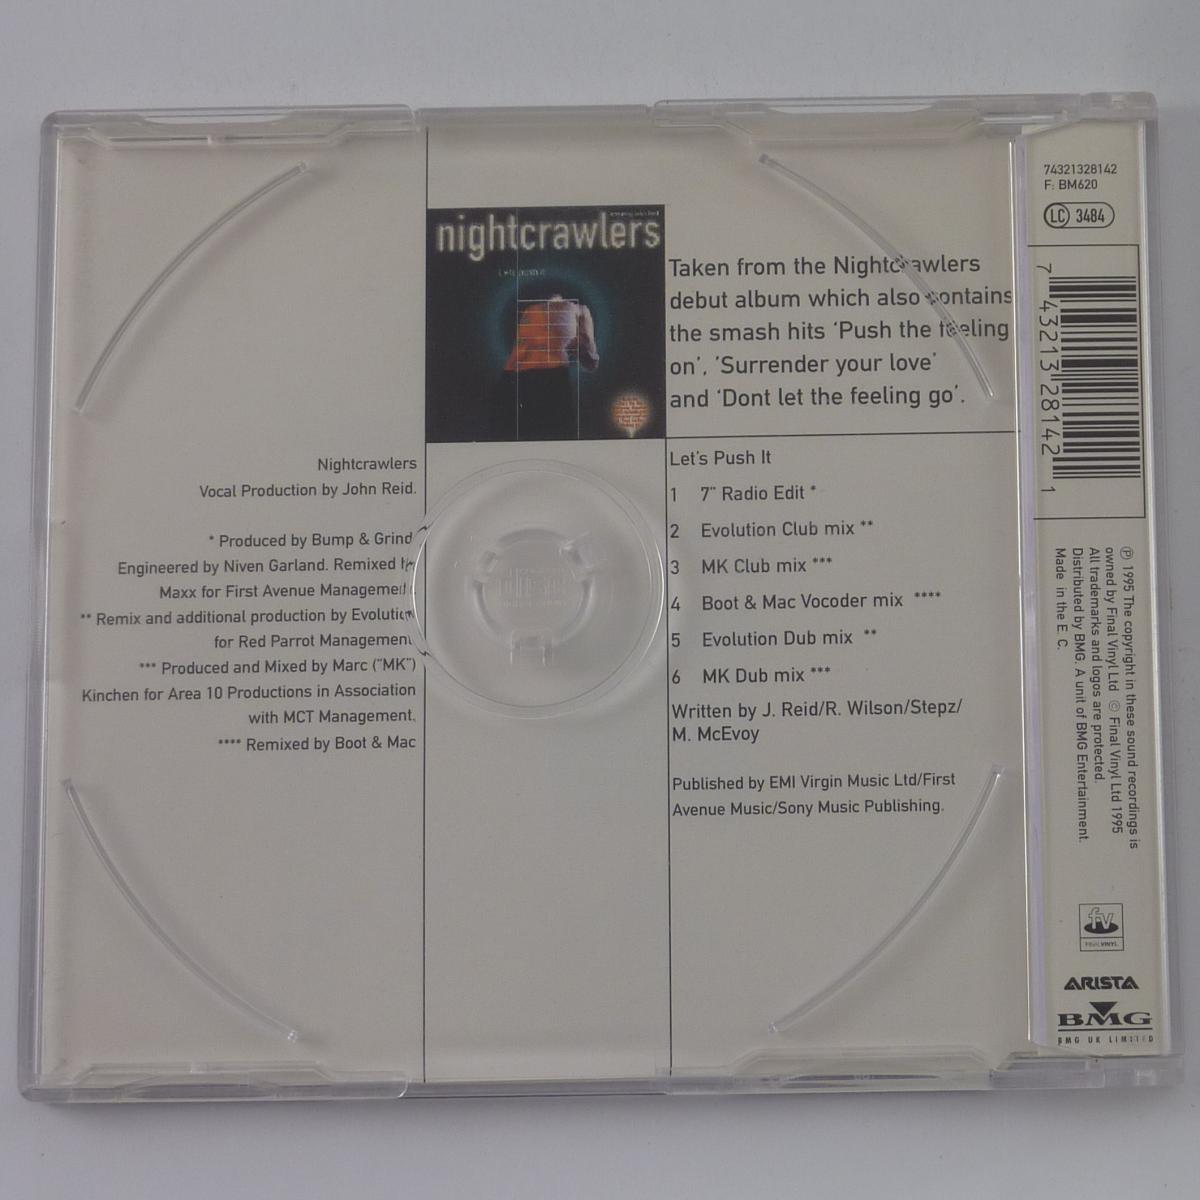 nightcrawlers
Let's push it
Taken from the Nightcrawlers
debut album which also contains
the smash hits 'Push the feeling
on', 'Surrender your love'
and 'Dont let the feeling go'.
Nightcrawlers
Vocal Production by John Reid.
* Produced by Bump & Grind
Engineered by Niven Garland. Remixed
Maxx for First Avenue Management.
** Remix and additional production by Evolution
for Red Parrot Management
*** Produced and Mixed by Marc ("MK")
Kinchen for Area 10 Productions in Association
with MCT Management.
**** Remixed by Boot & Mac
Let's Push It
1 7" Radio Edit *
2 Evolution Club mix **
3 MK Club mix ***
4 Boot & Mac Vocoder mix ****
5 Evolution Dub mix **
6 MK Dub mix ***
Written by J. Reid/R. Wilson/Stepz/
M. McEvoy
Published by EMI Virgin Music Ltd/First
Avenue Music/Sony Music Publishing.
74321328142
F: BM620
LC 3484
7 43213 28142 1
℗ 1995 The copyright in these sound recordings is
owned by Final Vinyl Ltd © Final Vinyl Ltd 1995
All trademarks and logos are protected.
Distributed by BMG. A unit of BMG Entertainment.
Made in the E. C.
fv
FINAL VINYL
ARISTA
BMG
BMG UK LIMITED